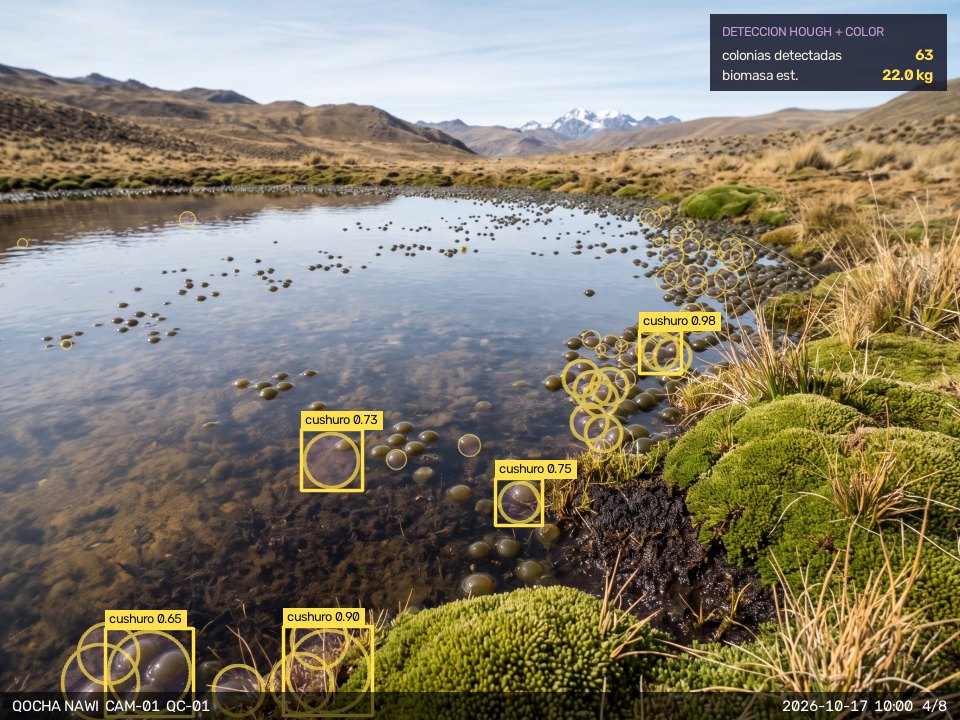 DETECCION HOUGH + COLOR
colonias detectadas 63
biomasa est. 22.0 kg
cushuro 0.98
cushuro 0.73
cushuro 0.75
cushuro 0.65
cushuro 0.90
QOCHA NAWI CAM-01 QC-01
2026-10-17 10:00 4/8